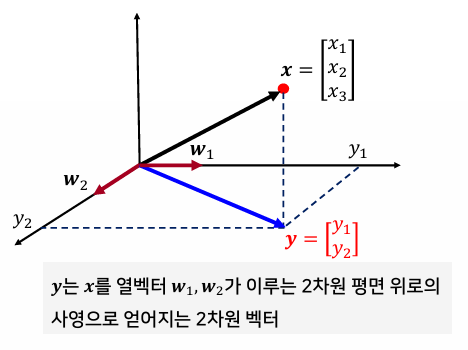 x = [x₁ x₂ x₃]
w₁
w₂
y₁
y₂
y = [y₁ y₂]
y는 x를 열벡터 w₁, w₂가 이루는 2차원 평면 위로의
사영으로 얻어지는 2차원 벡터